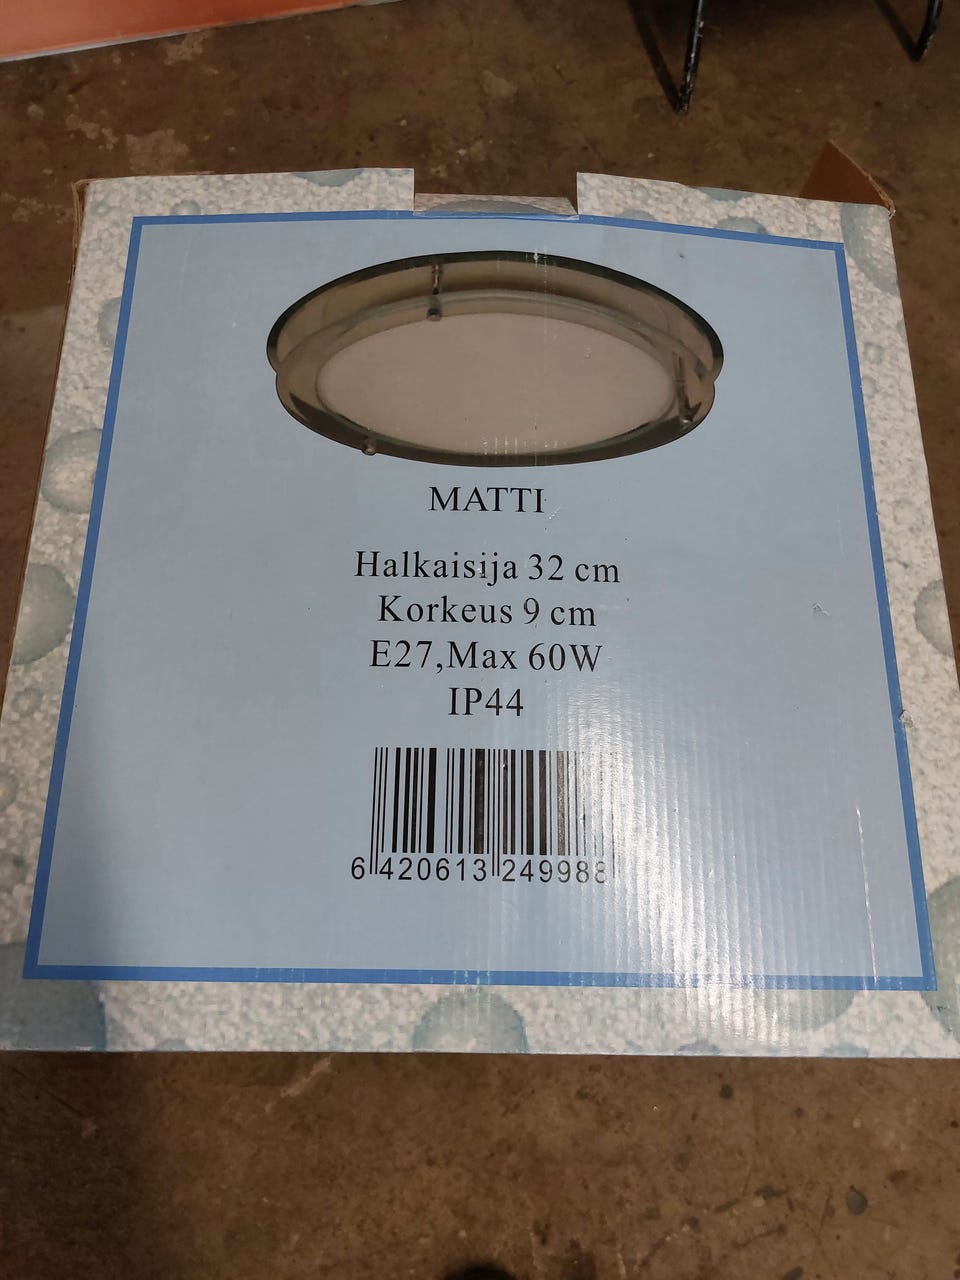 MATTI
Halkaisija 32 cm
Korkeus 9 cm
E27,Max 60W
IP44
6 420613 249988